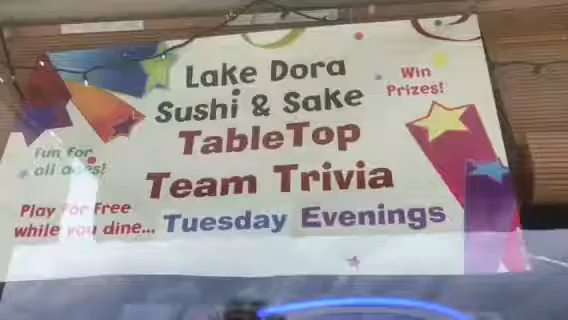 Lake Dora
Sushi & Sake
TableTop
Team Trivia
Tuesday Evenings
Win
Prizes!
fun for
all ages!
Play for Free
while you dine...